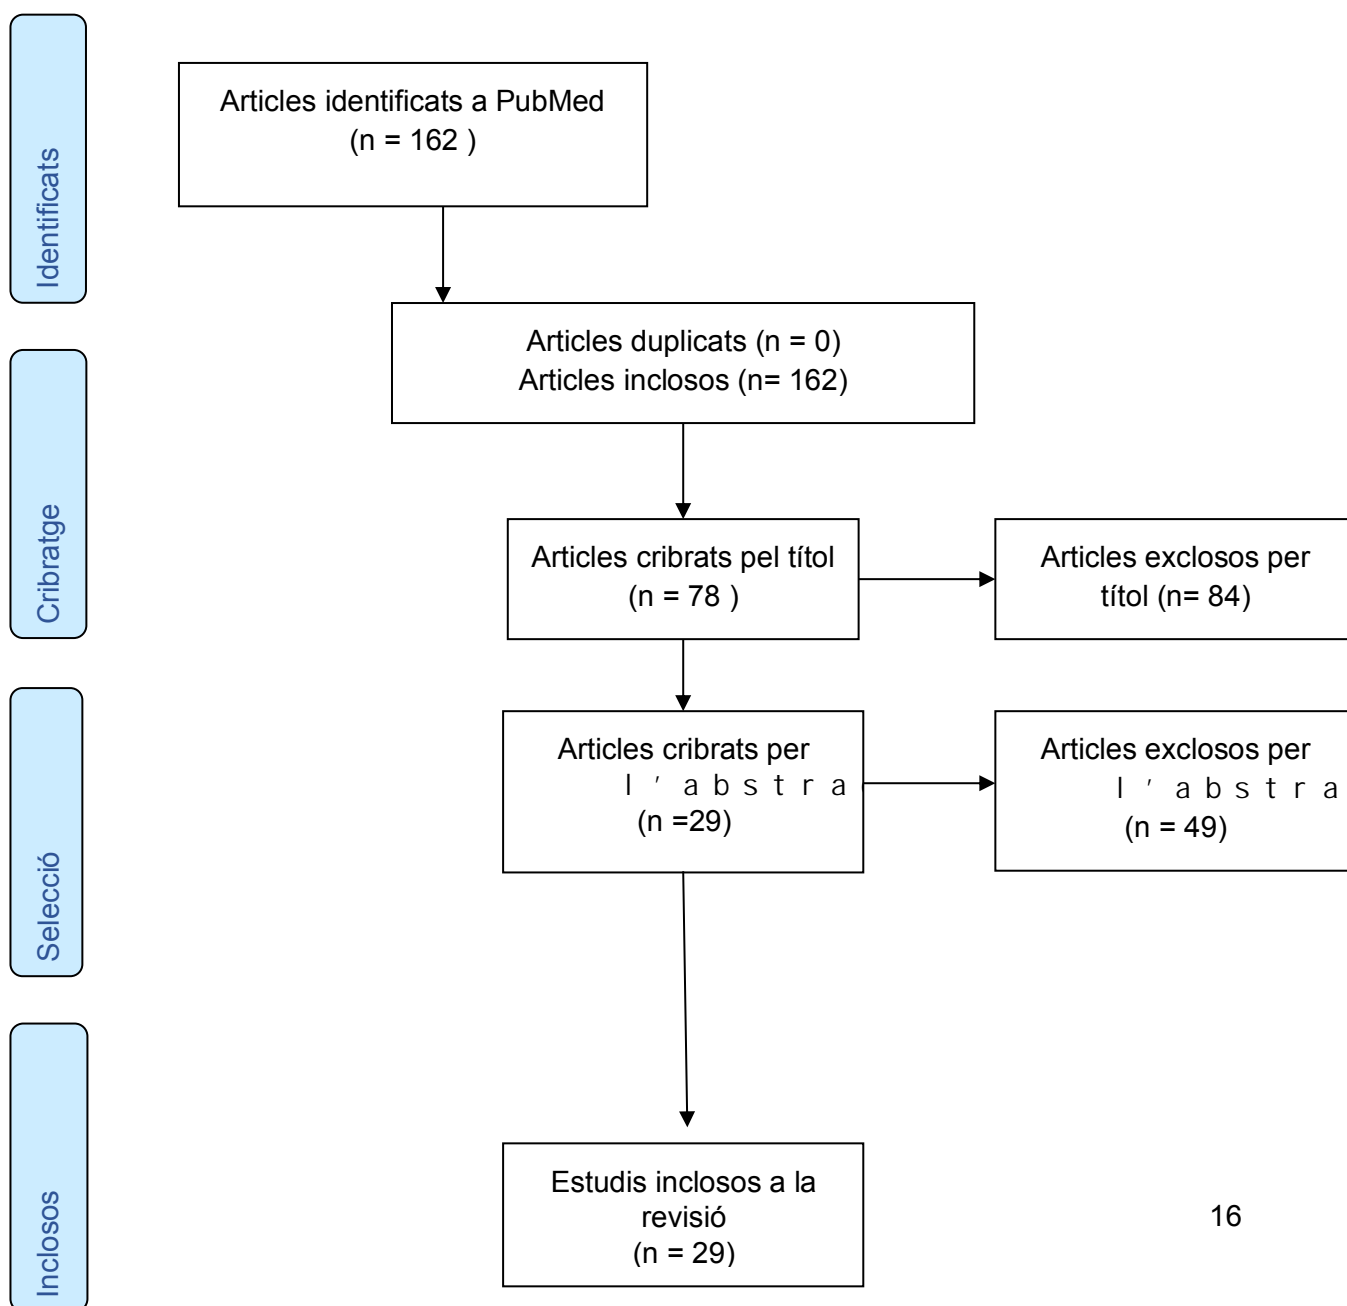 Identificats
Articles identificats a PubMed
(n = 162 )
Articles duplicats (n = 0)
Articles inclosos (n= 162)
Cribratge
Articles cribrats pel títol
(n = 78 )
Articles exclosos per
títol (n= 84)
Selecció
Articles cribrats per
l’abstra
(n =29)
Articles exclosos per
l’abstra
(n = 49)
Inclosos
Estudis inclosos a la
revisió
(n = 29)
16